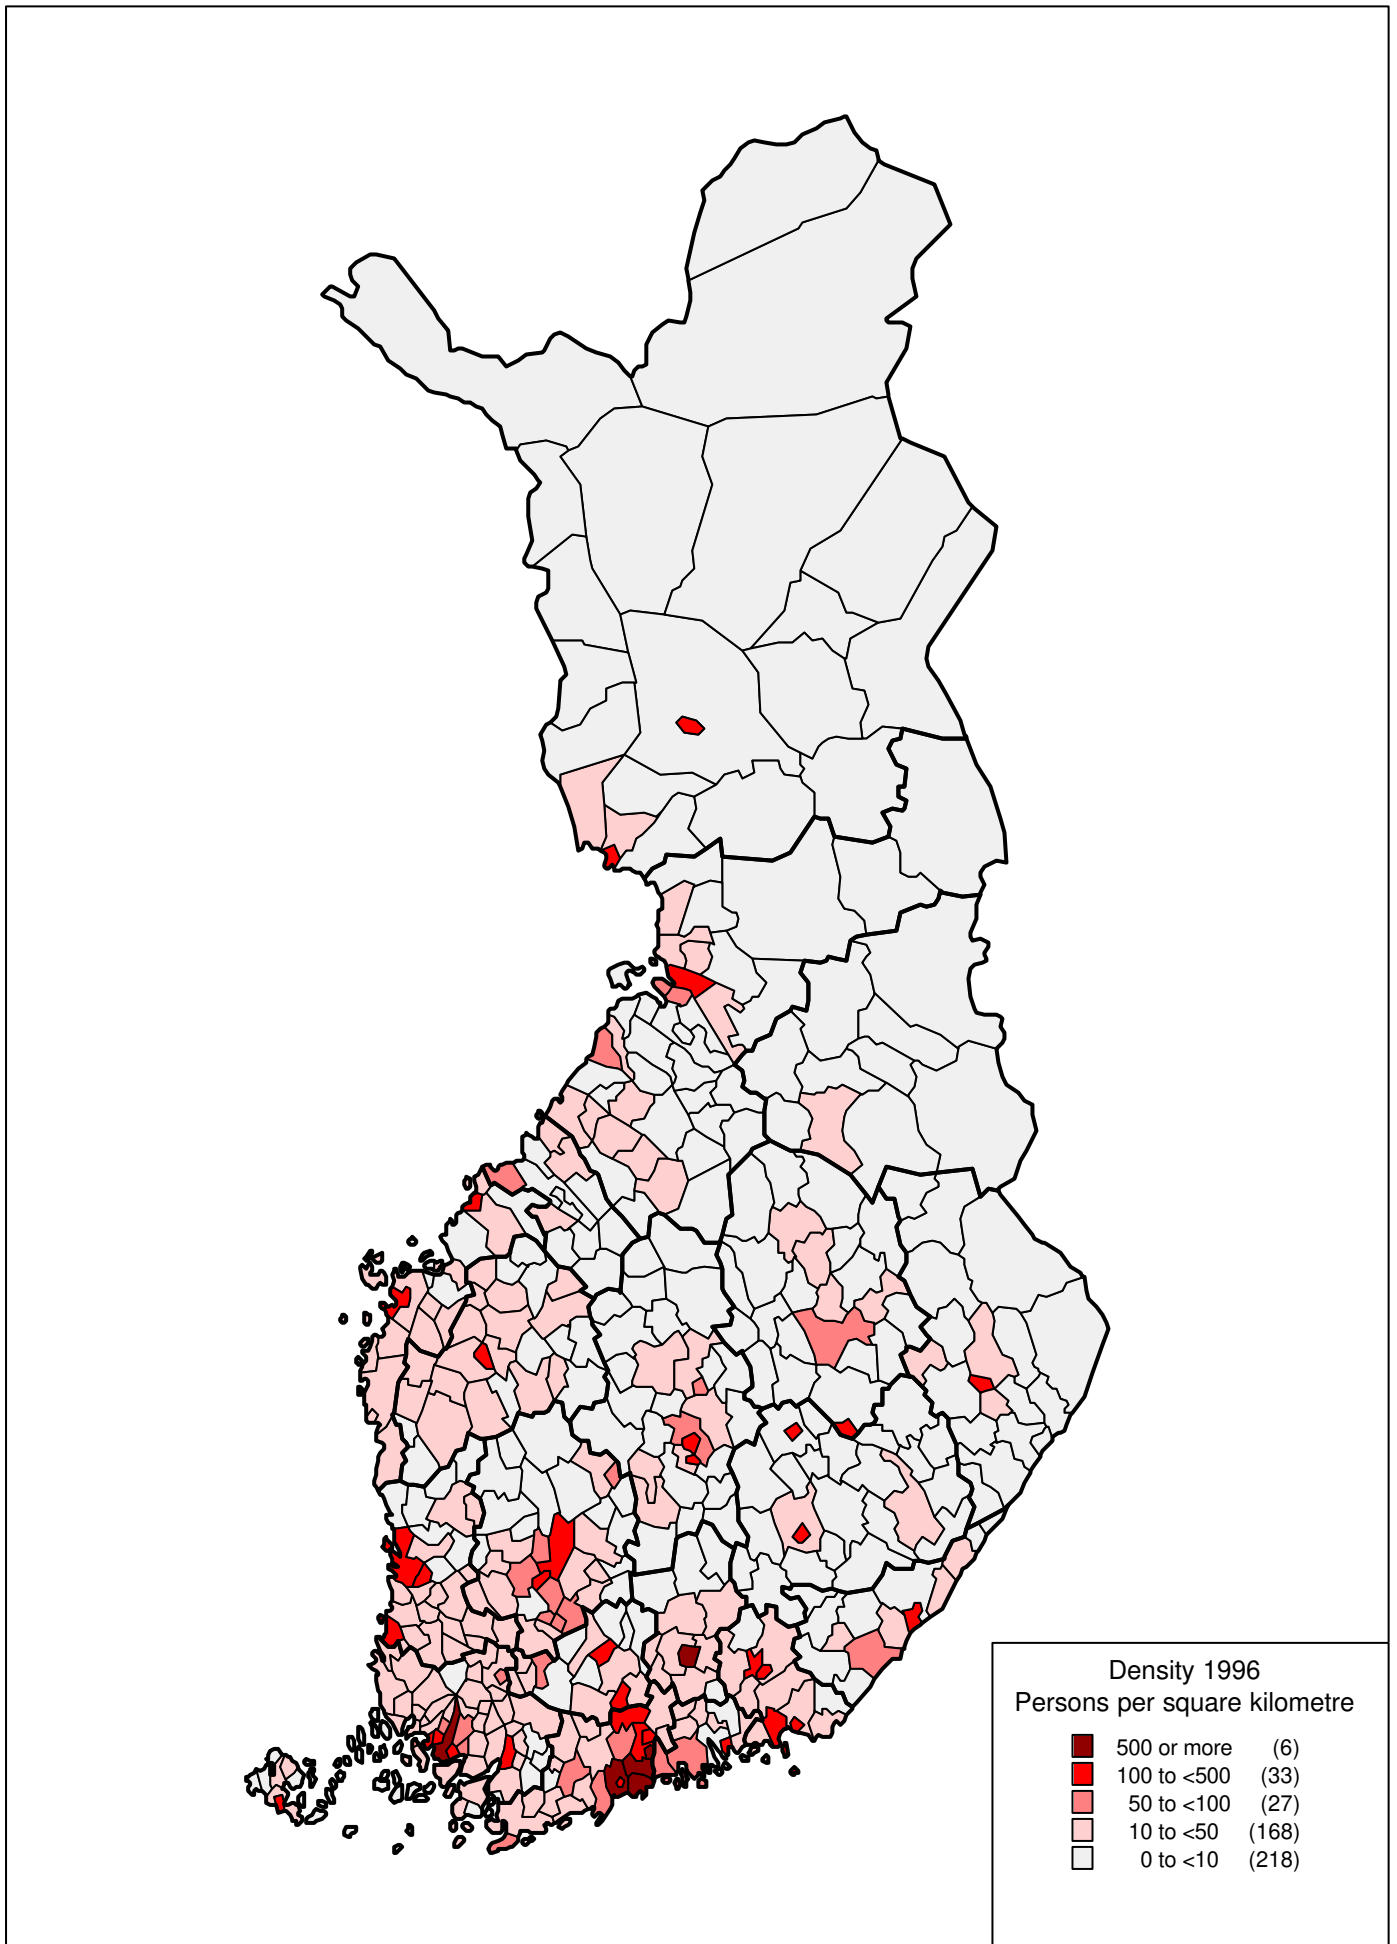 Density 1996
Persons per square kilometre
500 or more (6)
100 to <500 (33)
50 to <100 (27)
10 to <50 (168)
0 to <10 (218)